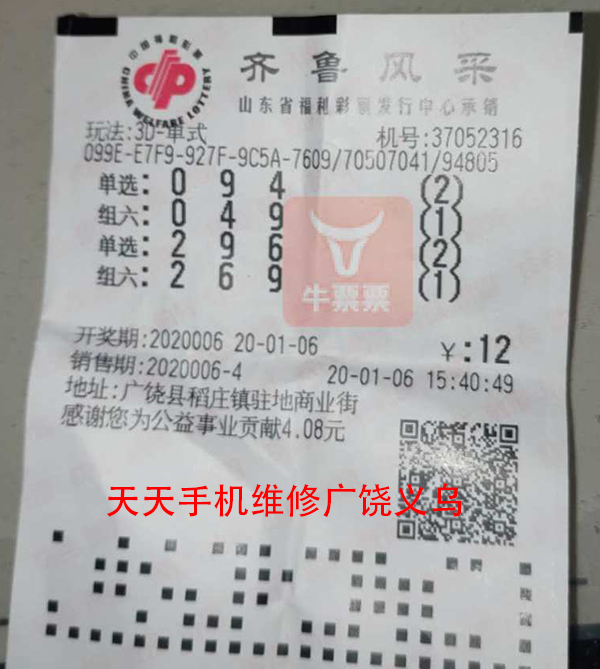 中国福利彩票
CHINA WELFARE LOTTERY
齐鲁风采
山东省福利彩票发行中心承销
玩法:3D-单式 机号:37052316
099E-E7F9-927F-9C5A-7609/70507041/94805
单选:0 9 4 (2)
组六:0 4 9 (1)
单选:2 9 6 (2)
组六:2 6 9 (1)
牛票票
开奖期:2020006 20-01-06 ¥:12
销售期:2020006-4 20-01-06 15:40:49
地址:广饶县稻庄镇驻地商业街
感谢您为公益事业贡献4.08元
天天手机维修广饶义乌